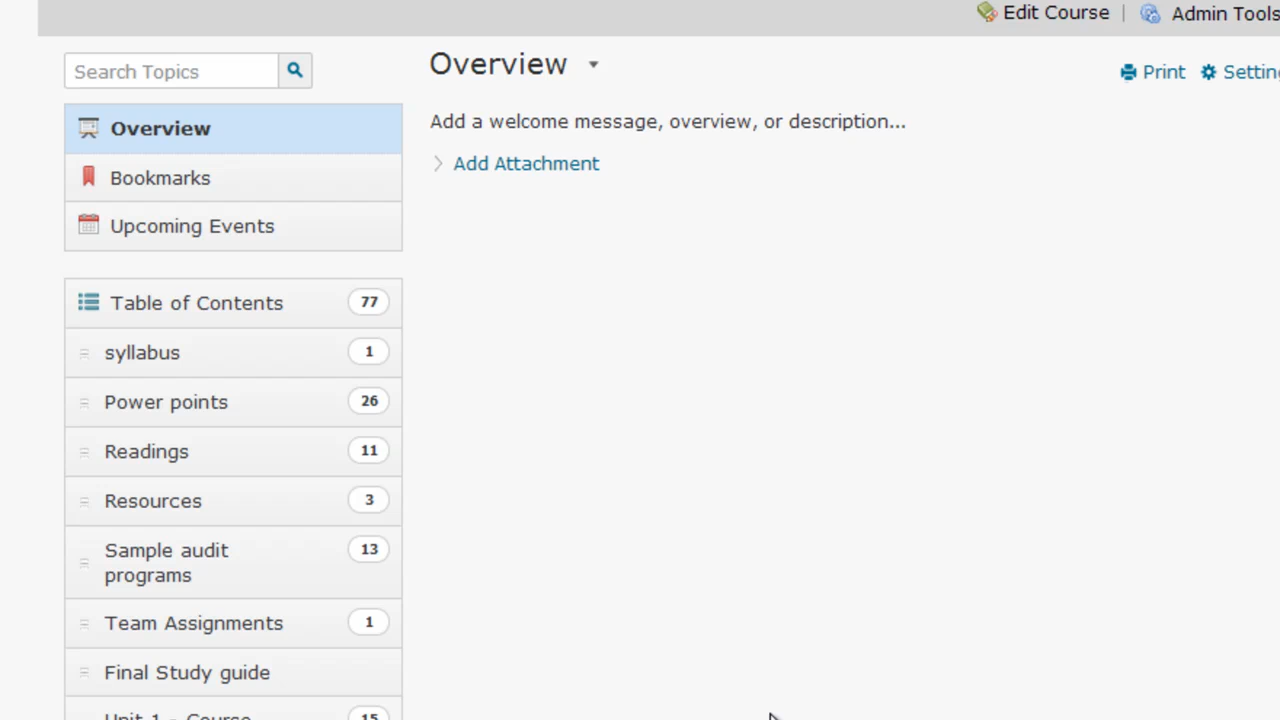 Edit Course | Admin Tools
Search Topics
Overview
Print Setting
Overview
Add a welcome message, overview, or description...
Add Attachment
Bookmarks
Upcoming Events
Table of Contents 77
syllabus 1
Power points 26
Readings 11
Resources 3
Sample audit 13
programs
Team Assignments 1
Final Study guide
Unit 1 - Course 15